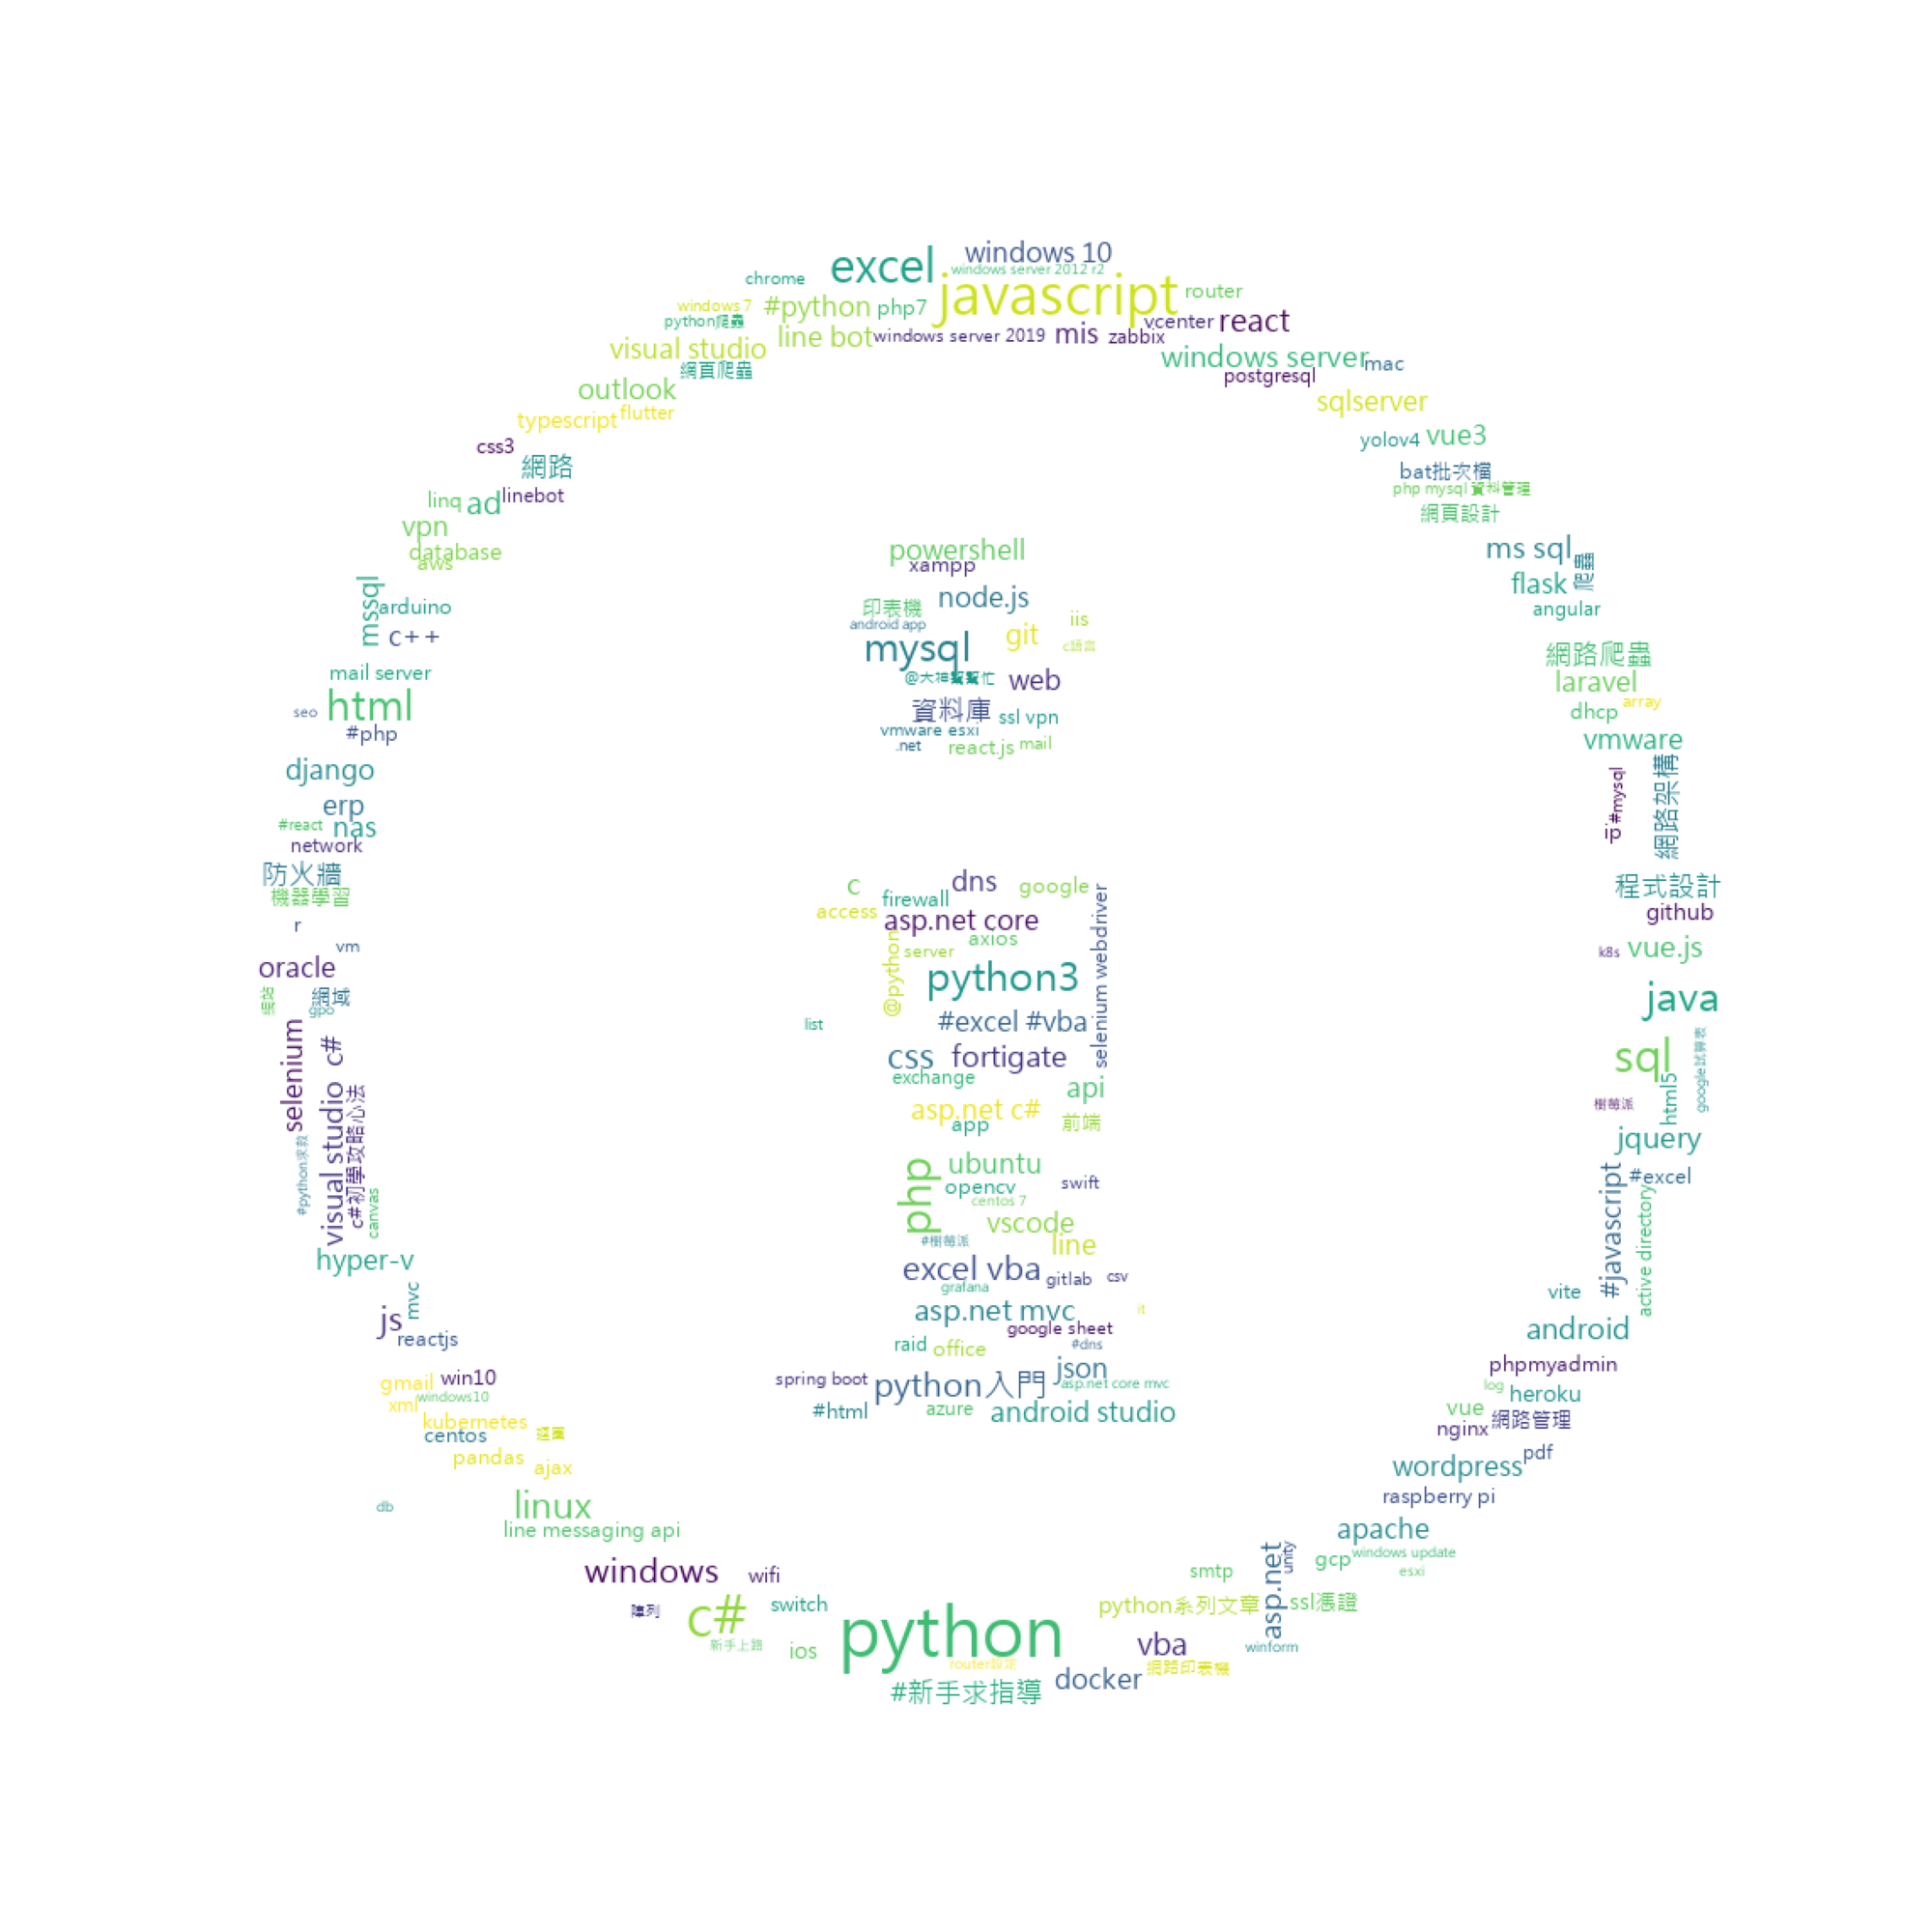 windows 10
excel
windows server 2012 r2
chrome
javascript
router
windows 7
#python
php7
python爬蟲
vcenter
react
line bot
windows server 2019
mis
zabbix
visual studio
windows server
mac
網頁爬蟲
postgresql
outlook
sqlserver
typescript
flutter
yolov4
vue3
css3
網路
bat批次檔
linebot
php mysql 資料管理
linq
ad
網頁設計
vpn
database
aws
powershell
ms sql
爬蟲
xampp
flask
mssql
arduino
node.js
印表機
angular
c++
android app
iis
git
mysql
c語言
網路爬蟲
mail server
@大神幫幫忙
web
laravel
html
seo
資料庫
ssl vpn
dhcp
array
#php
vmware esxi
.net
react.js
mail
vmware
django
#mysql
網路架構
erp
#react
nas
ip
network
防火牆
機器學習
c
dns
google
firewall
程式設計
access
asp.net core
github
r
vm
axios
server
k8s
vue.js
oracle
@python
python3
selenium webdriver
網站
網域
gpo
java
list
#excel #vba
selenium
c#
css
fortigate
sql
google試算表
exchange
api
html5
樹莓派
visual studio
c#初學攻略心法
asp.net c#
app
前端
jquery
#python求救
canvas
php
ubuntu
opencv
swift
#excel
centos 7
#javascript
active directory
vscode
#樹莓派
line
hyper-v
excel vba
gitlab
csv
grafana
vite
mvc
js
asp.net mvc
it
android
reactjs
google sheet
raid
office
#dns
phpmyadmin
gmail
win10
spring boot
python入門
json
asp.net core mvc
log
heroku
windows10
xml
#html
azure
android studio
vue
kubernetes
網路管理
centos
迴圈
nginx
pandas
ajax
wordpress
pdf
db
linux
raspberry pi
line messaging api
apache
windows
wifi
smtp
asp.net
unity
gcp
windows update
esxi
陣列
c#
switch
python
python系列文章
ssl憑證
新手上路
ios
vba
winform
router設定
網路印表機
docker
#新手求指導